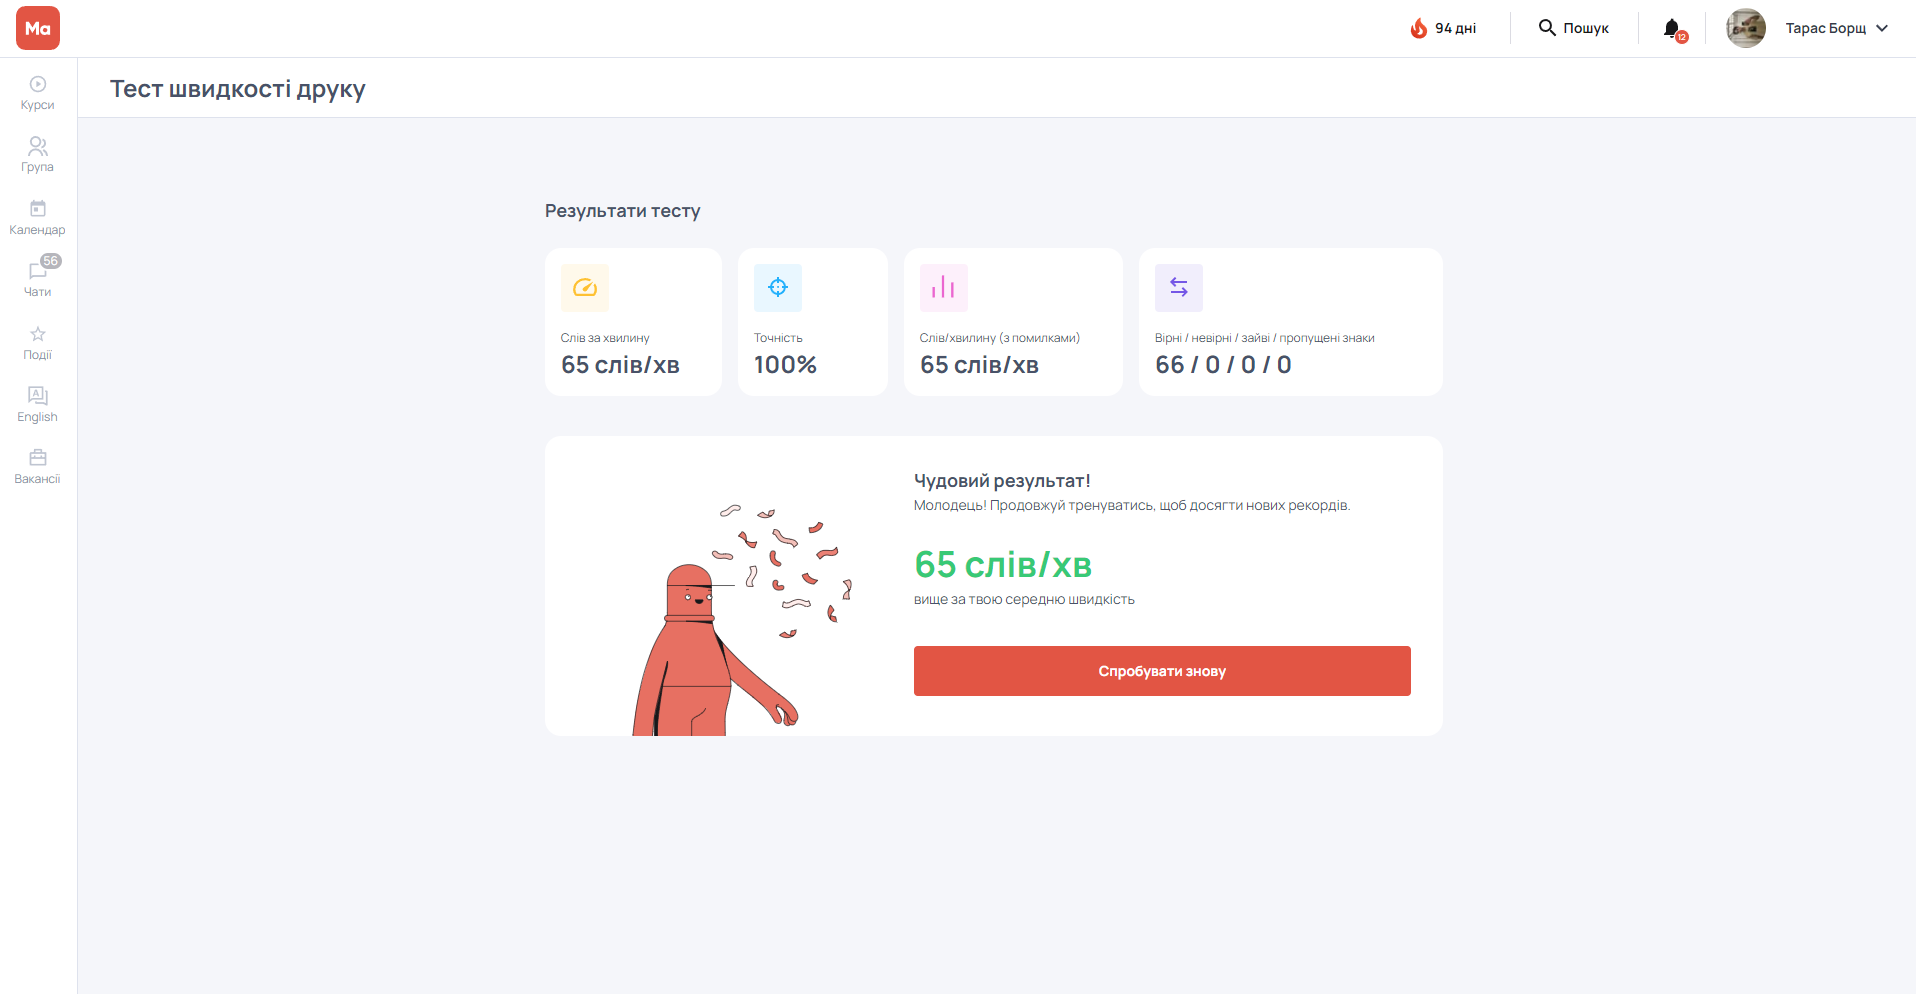 Ma
94 дні
Пошук
12
Тарас Борщ
Курси
Група
Календар
56
Чати
Події
English
Вакансії
Тест швидкості друку
Результати тесту
Слів за хвилину
65 слів/хв
Точність
100%
Слів/хвилину (з помилками)
65 слів/хв
Вірні / невірні / зайві / пропущені знаки
66 / 0 / 0 / 0
Чудовий результат!
Молодець! Продовжуй тренуватись, щоб досягти нових рекордів.
65 слів/хв
вище за твою середню швидкість
Спробувати знову